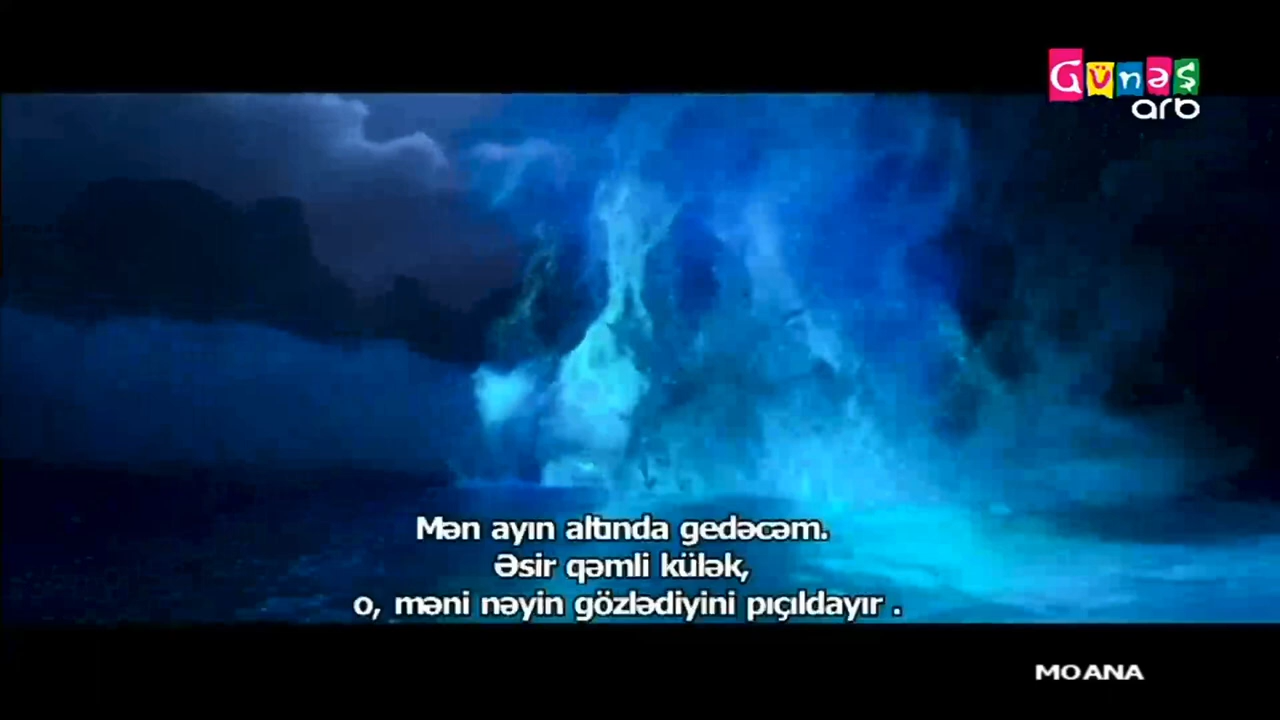 Günəş
arb
Mən ayın altında gedəcəm.
Əsir qəmli külək,
o, məni nəyin gözlədiyini pıçıldayır .
MOANA